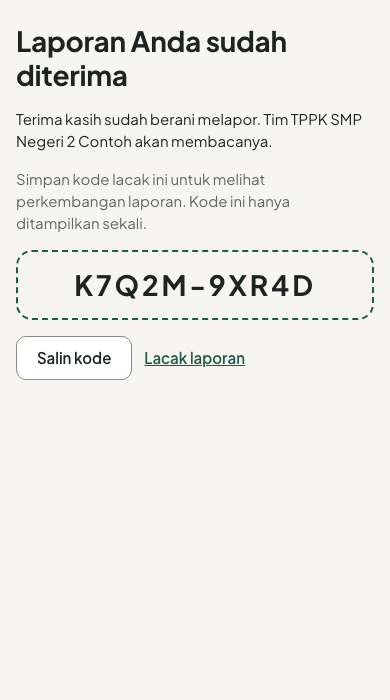 Laporan Anda sudah
diterima
Terima kasih sudah berani melapor. Tim TPPK SMP
Negeri 2 Contoh akan membacanya.
Simpan kode lacak ini untuk melihat
perkembangan laporan. Kode ini hanya
ditampilkan sekali.
K7Q2M-9XR4D
Salin kode
Lacak laporan